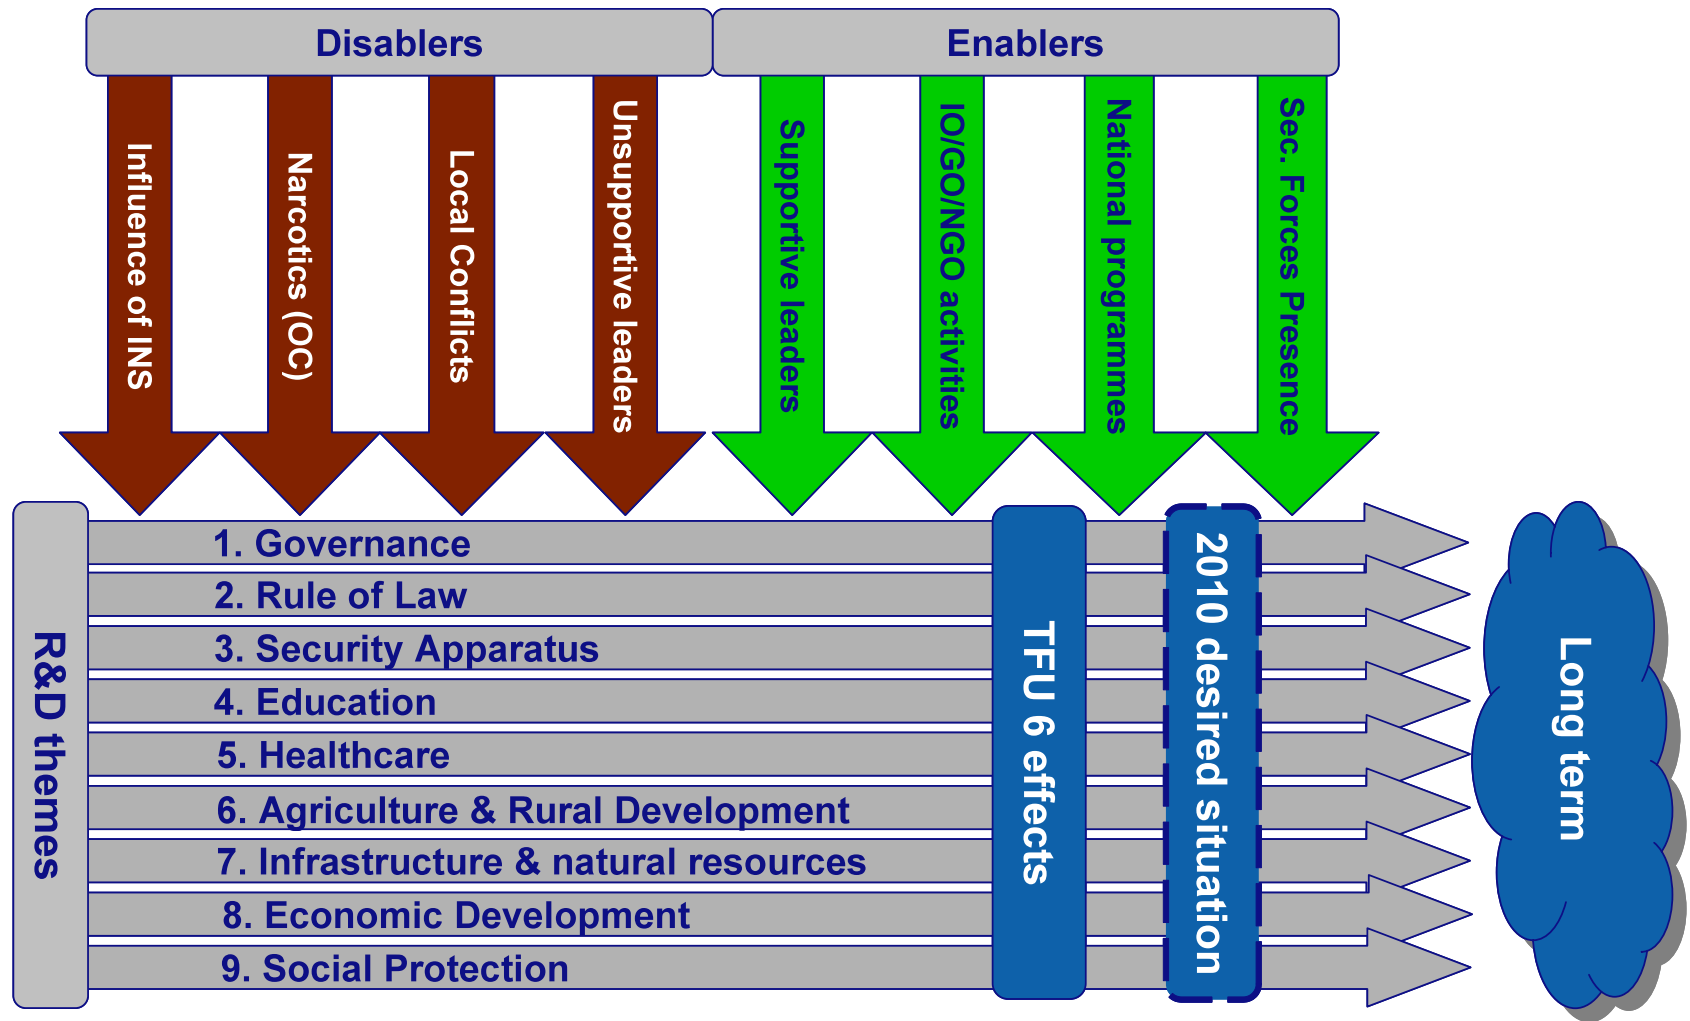 Disablers
Enablers
Influence of INS
Narcotics (OC)
Local Conflicts
Unsupportive leaders
Supportive leaders
IO/GO/NGO activities
National programmes
Sec. Forces Presence
R&D themes
1. Governance
2. Rule of Law
3. Security Apparatus
4. Education
5. Healthcare
6. Agriculture & Rural Development
7. Infrastructure & natural resources
8. Economic Development
9. Social Protection
TFU 6 effects
2010 desired situation
Long term